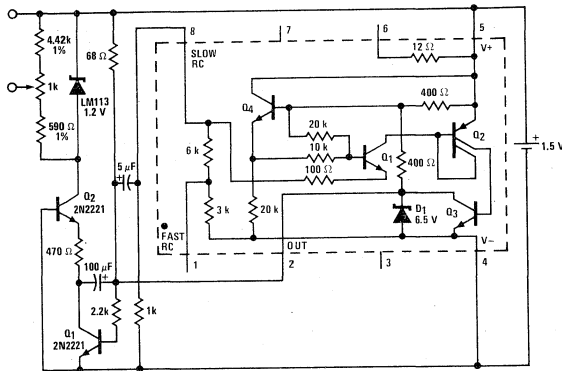 4.42k
1%
1k
590 Ω
1%
LM113
1.2 V
68 Ω
5 μF
+
Q2
2N2221
470 Ω
100 μF
+
2.2k
1k
Q1
2N2221
8
SLOW
RC
7
6
5
V+
12 Ω
400 Ω
Q4
20 k
10 k
100 Ω
Q1
400 Ω
Q2
6 k
3 k
20 k
D1
6.5 V
Q3
FAST
RC
OUT
V−
1
2
3
4
+
1.5 V